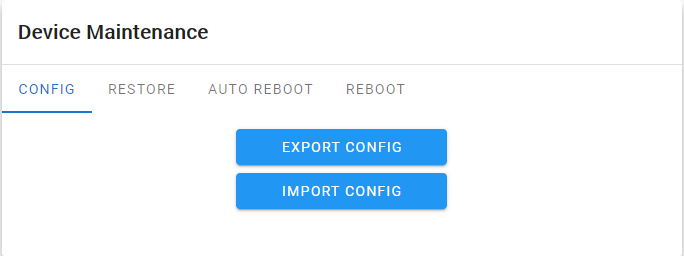 Device Maintenance
CONFIG RESTORE AUTO REBOOT REBOOT
EXPORT CONFIG
IMPORT CONFIG